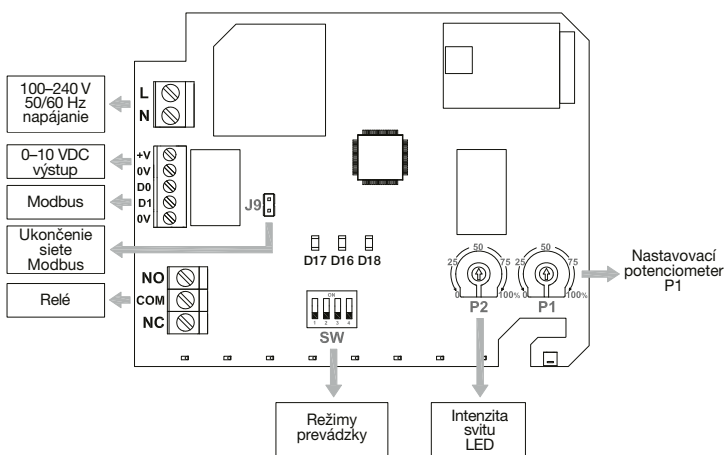 100–240 V
50/60 Hz
napájanie
L
N
0–10 VDC
výstup
+V
0V
D0
D1
0V
Modbus
J9
Ukončenie
siete
Modbus
D17 D16 D18
NO
COM
NC
Relé
ON
1 2 3 4
SW
0 25 50 75 100%
P2
0 25 50 75 100%
P1
Nastavovací
potenciometer
P1
Režimy
prevádzky
Intenzita
svitu
LED